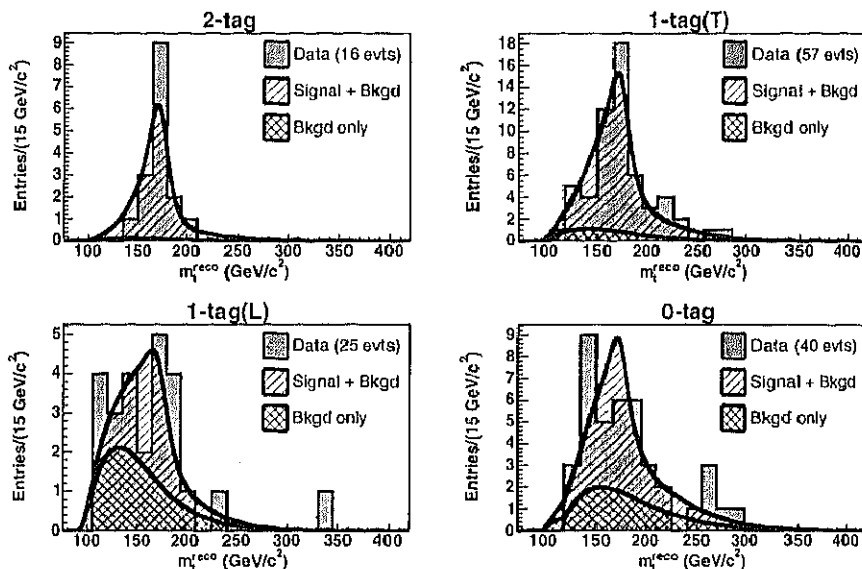 2-tag
Entries/(15 GeV/c²)
9
8
7
6
5
4
3
2
1
0
Data (16 evts)
Signal + Bkgd
Bkgd only
100 150 200 250 300 350 400
m_t^reco (GeV/c²)
1-tag(T)
Entries/(15 GeV/c²)
18
16
14
12
10
8
6
4
2
0
Data (57 evts)
Signal + Bkgd
Bkgd only
100 150 200 250 300 350 400
m_t^reco (GeV/c²)
1-tag(L)
Entries/(15 GeV/c²)
5
4
3
2
1
0
Data (25 evts)
Signal + Bkgd
Bkgd only
100 150 200 250 300 350 400
m_t^reco (GeV/c²)
0-tag
Entries/(15 GeV/c²)
9
8
7
6
5
4
3
2
1
0
Data (40 evts)
Signal + Bkgd
Bkgd only
100 150 200 250 300 350 400
m_t^reco (GeV/c²)